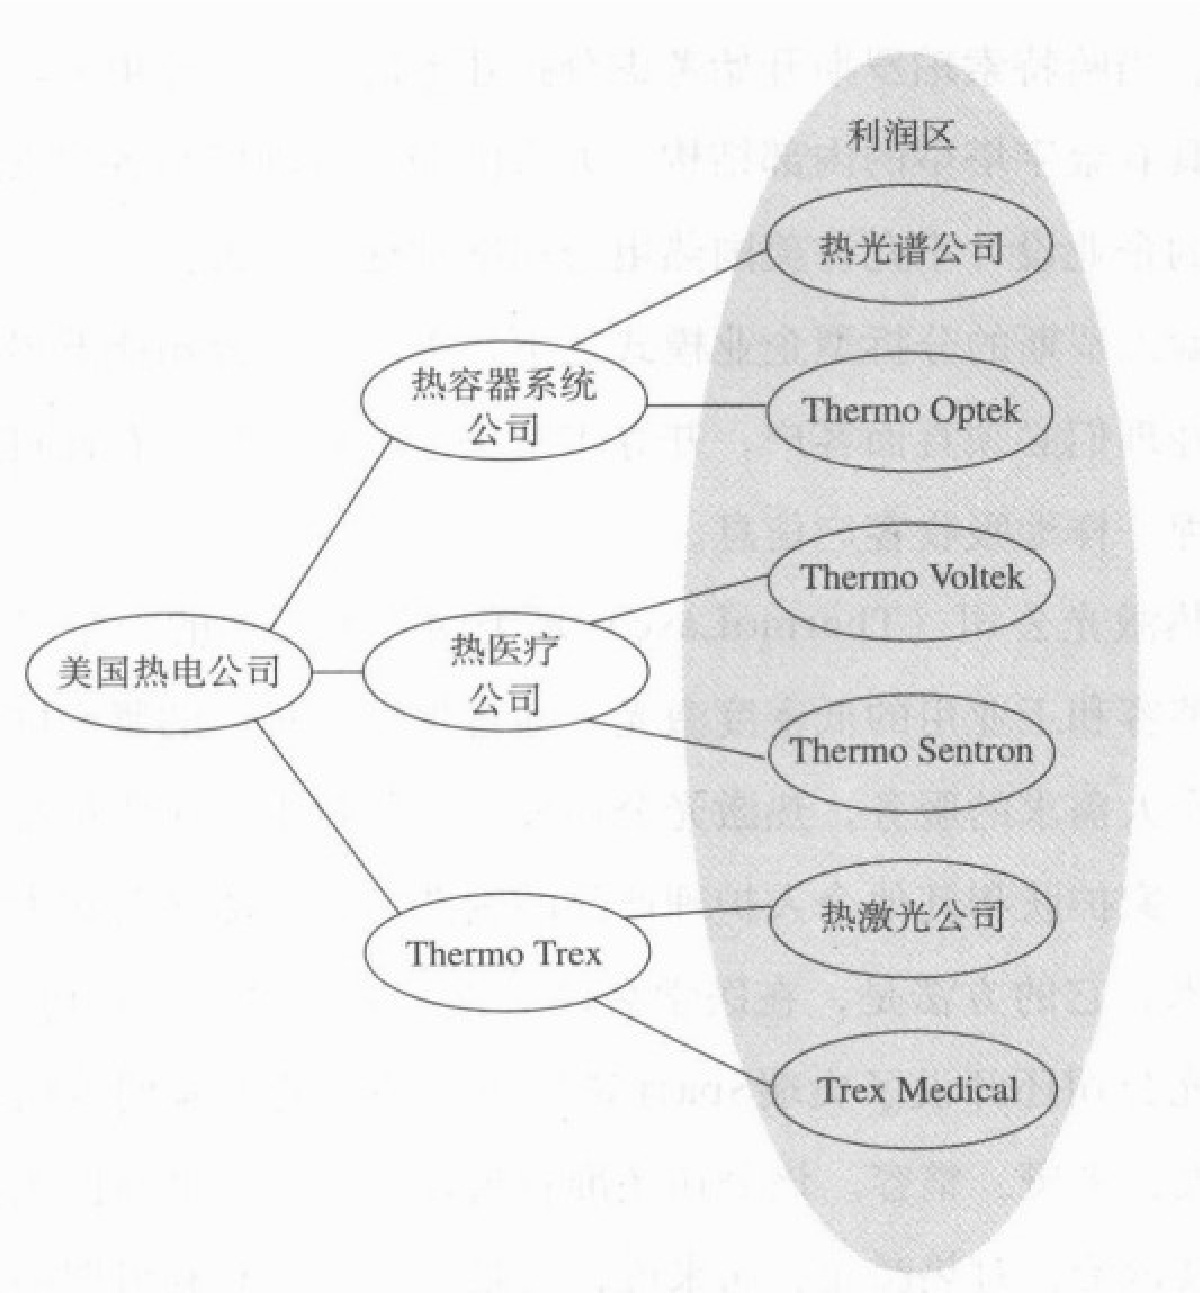 利润区
热光谱公司
热容器系统
公司
Thermo Optek
Thermo Voltek
美国热电公司
热医疗
公司
Thermo Sentron
热激光公司
Thermo Trex
Trex Medical